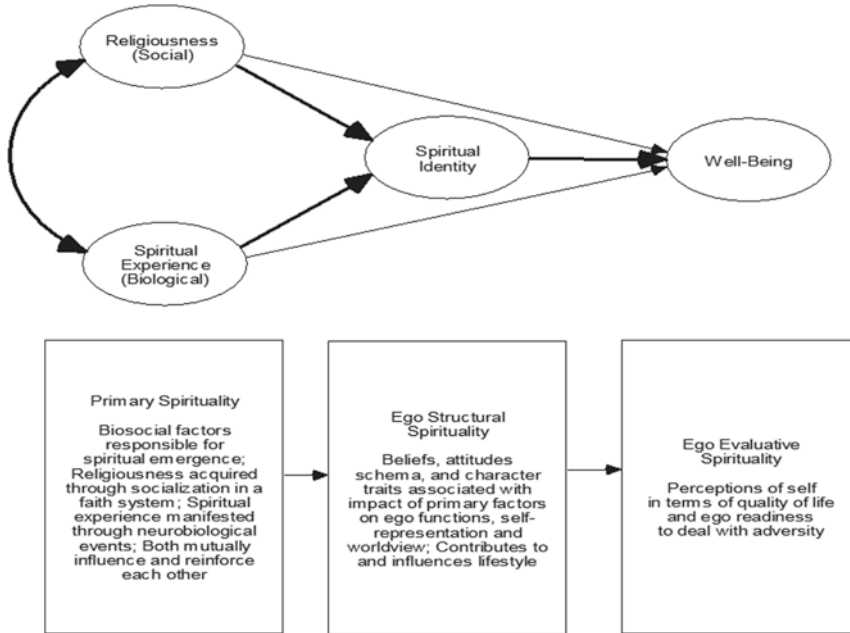 Religiousness
(Social)
Spiritual
Identity
Well-Being
Spiritual
Experience
(Biological)
Primary Spirituality
Biosocial factors
responsible for
spiritual emergence;
Religiousness acquired
through socialization in a
faith system; Spiritual
experience manifested
through neurobiological
events; Both mutually
influence and reinforce
each other
Ego Structural
Spirituality
Beliefs, attitudes
schema, and character
traits associated with
impact of primary factors
on ego functions, self-
representation and
worldview; Contributes to
and influences lifestyle
Ego Evaluative
Spirituality
Perceptions of self
in terms of quality of life
and ego readiness
to deal with adversity